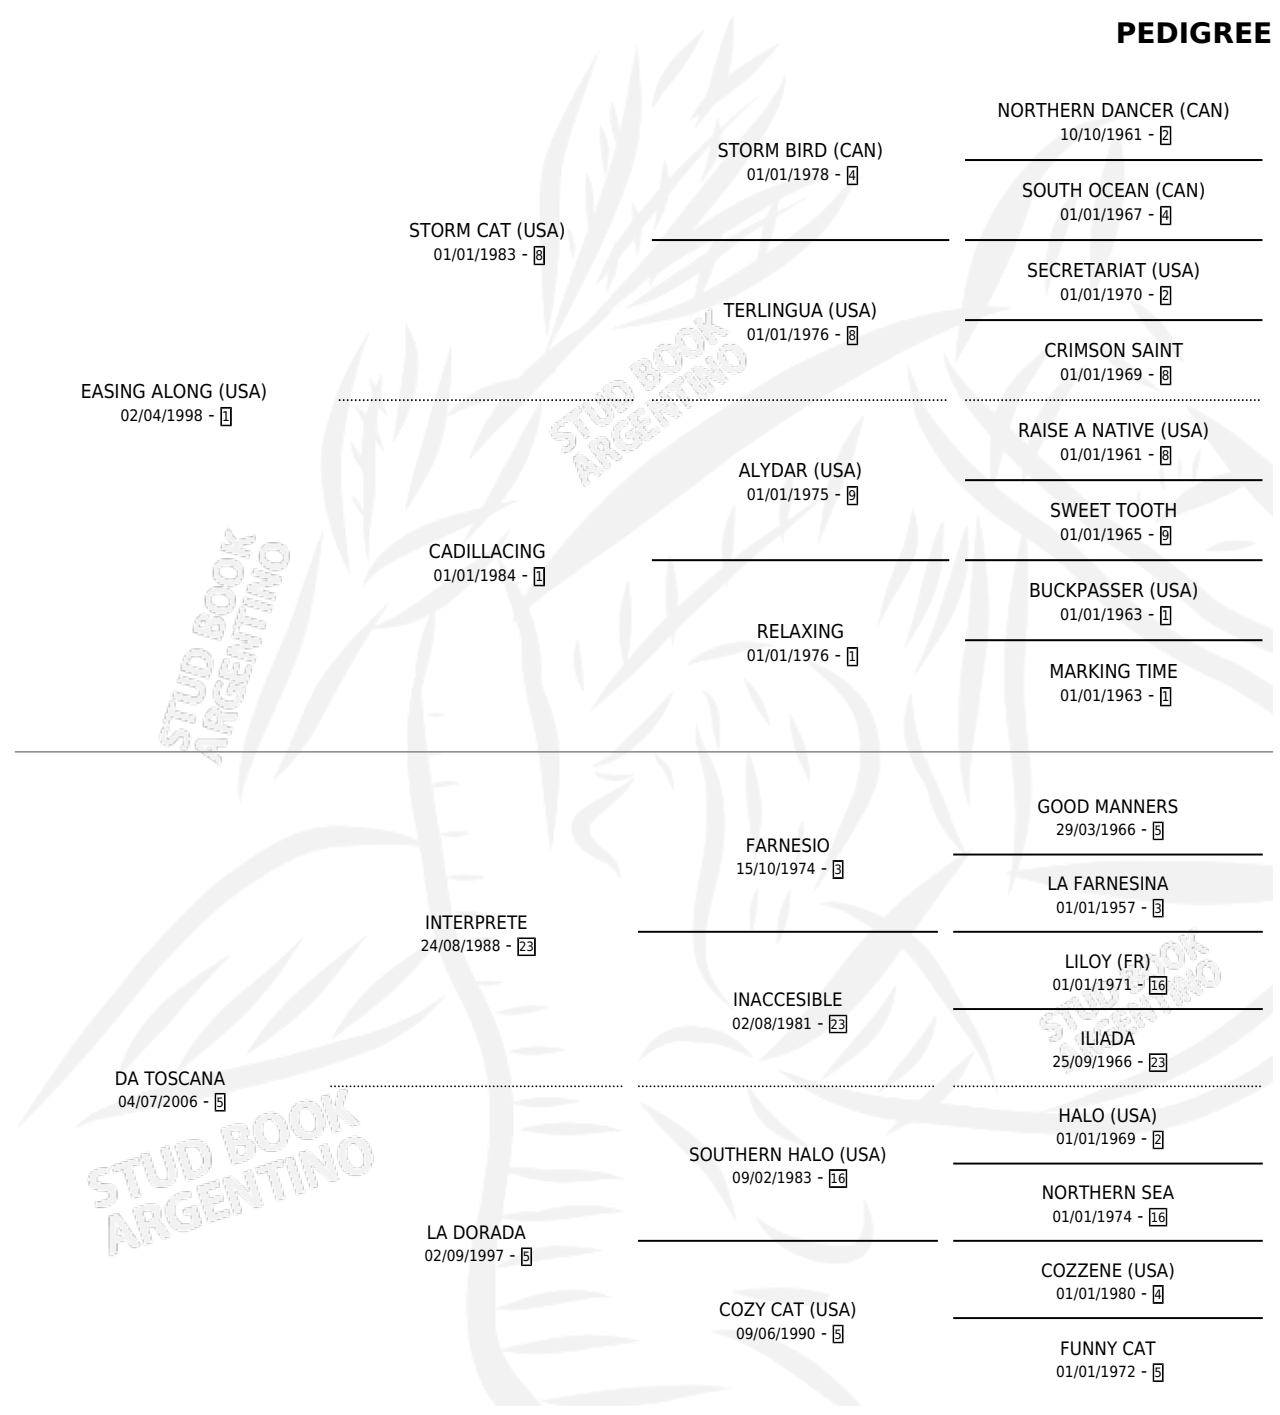 PEDIGREE
NORTHERN DANCER (CAN)
10/10/1961 - 2
STORM BIRD (CAN)
01/01/1978 - 4
SOUTH OCEAN (CAN)
01/01/1967 - 4
STORM CAT (USA)
01/01/1983 - 8
SECRETARIAT (USA)
01/01/1970 - 2
TERLINGUA (USA)
01/01/1976 - 8
CRIMSON SAINT
01/01/1969 - 8
EASING ALONG (USA)
02/04/1998 - 1
RAISE A NATIVE (USA)
01/01/1961 - 8
ALYDAR (USA)
01/01/1975 - 9
SWEET TOOTH
01/01/1965 - 9
CADILLACING
01/01/1984 - 1
BUCKPASSER (USA)
01/01/1963 - 1
RELAXING
01/01/1976 - 1
MARKING TIME
01/01/1963 - 1
GOOD MANNERS
29/03/1966 - 5
FARNESIO
15/10/1974 - 3
LA FARNESINA
01/01/1957 - 3
INTERPRETE
24/08/1988 - 23
LILOY (FR)
01/01/1971 - 16
INACCESIBLE
02/08/1981 - 23
ILIADA
25/09/1966 - 23
DA TOSCANA
04/07/2006 - 5
HALO (USA)
01/01/1969 - 2
SOUTHERN HALO (USA)
09/02/1983 - 16
NORTHERN SEA
01/01/1974 - 16
LA DORADA
02/09/1997 - 5
COZZENE (USA)
01/01/1980 - 4
COZY CAT (USA)
09/06/1990 - 5
FUNNY CAT
01/01/1972 - 5
STUD BOOK
ARGENTINO
STUD BOOK
ARGENTINO
STUD BOOK
ARGENTINO
STUD BOOK
ARGENTINO